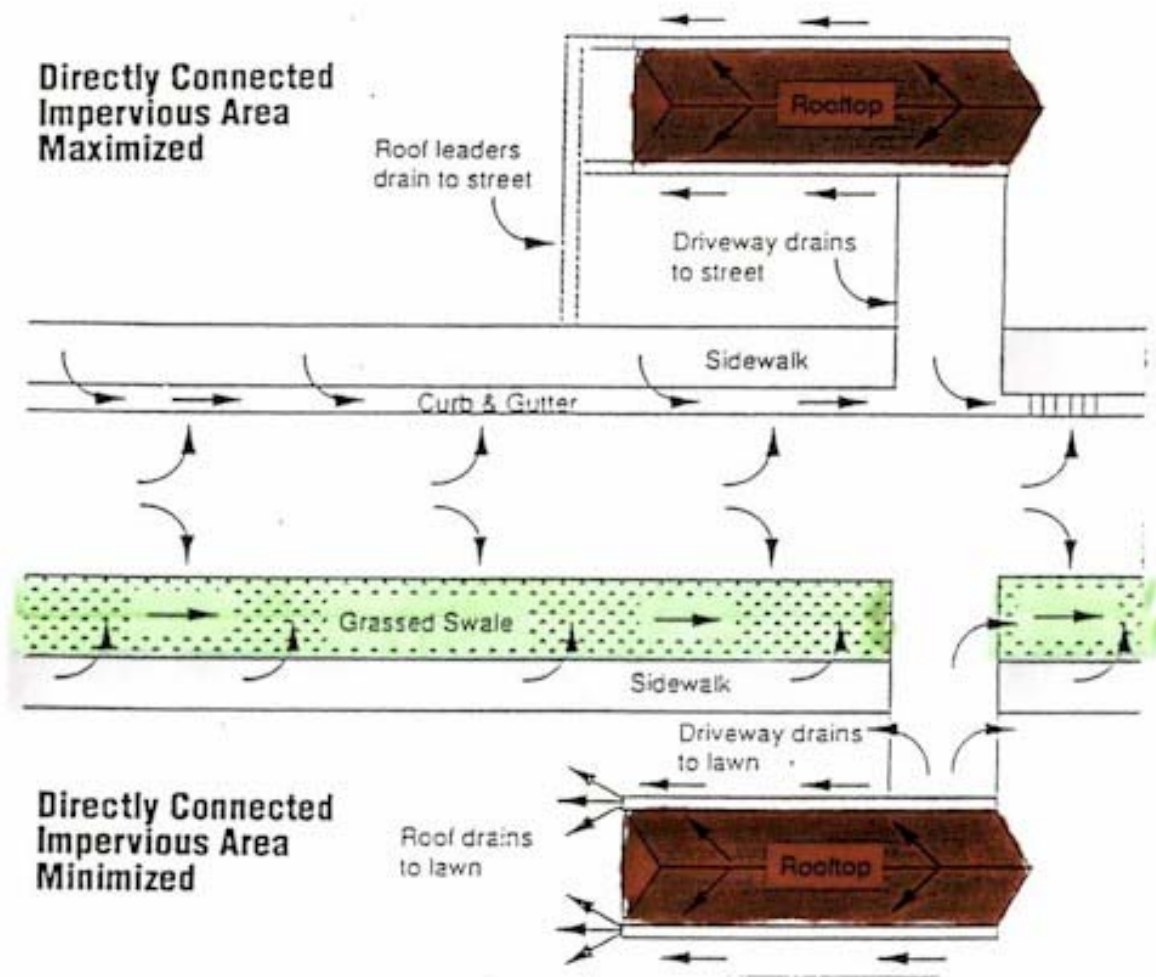 Directly Connected
Impervious Area
Maximized
Rooftop
Roof leaders
drain to street
Driveway drains
to street
Sidewalk
Curb & Gutter
Grassed Swale
Sidewalk
Driveway drains
to lawn
Directly Connected
Impervious Area
Minimized
Roof drains
to lawn
Rooftop